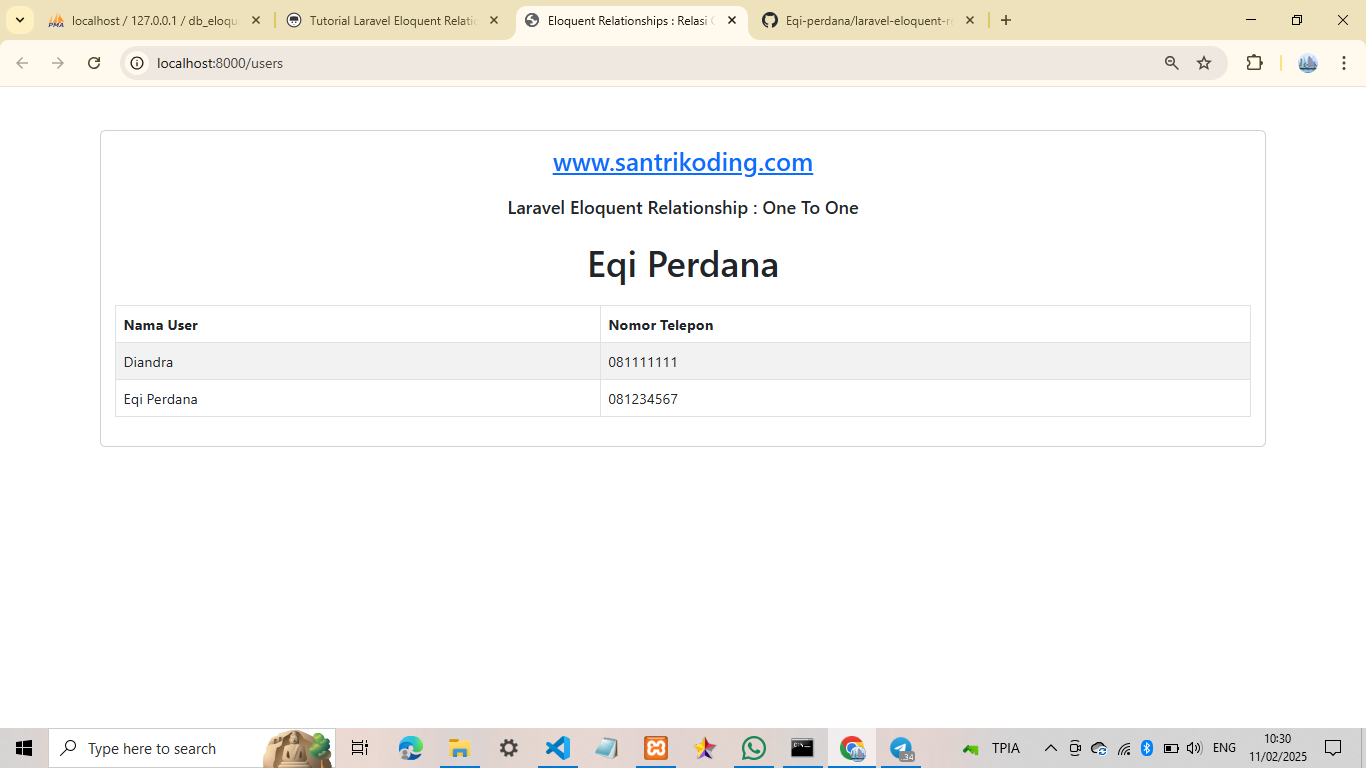 localhost / 127.0.0.1 / db_eloqu
Tutorial Laravel Eloquent Relatio
Eloquent Relationships : Relasi
Eqi-perdana/laravel-eloquent-re
localhost:8000/users
www.santrikoding.com
Laravel Eloquent Relationship : One To One
Eqi Perdana
Nama User Nomor Telepon
Diandra 081111111
Eqi Perdana 081234567
Type here to search
34
TPIA
ENG
10:30
11/02/2025